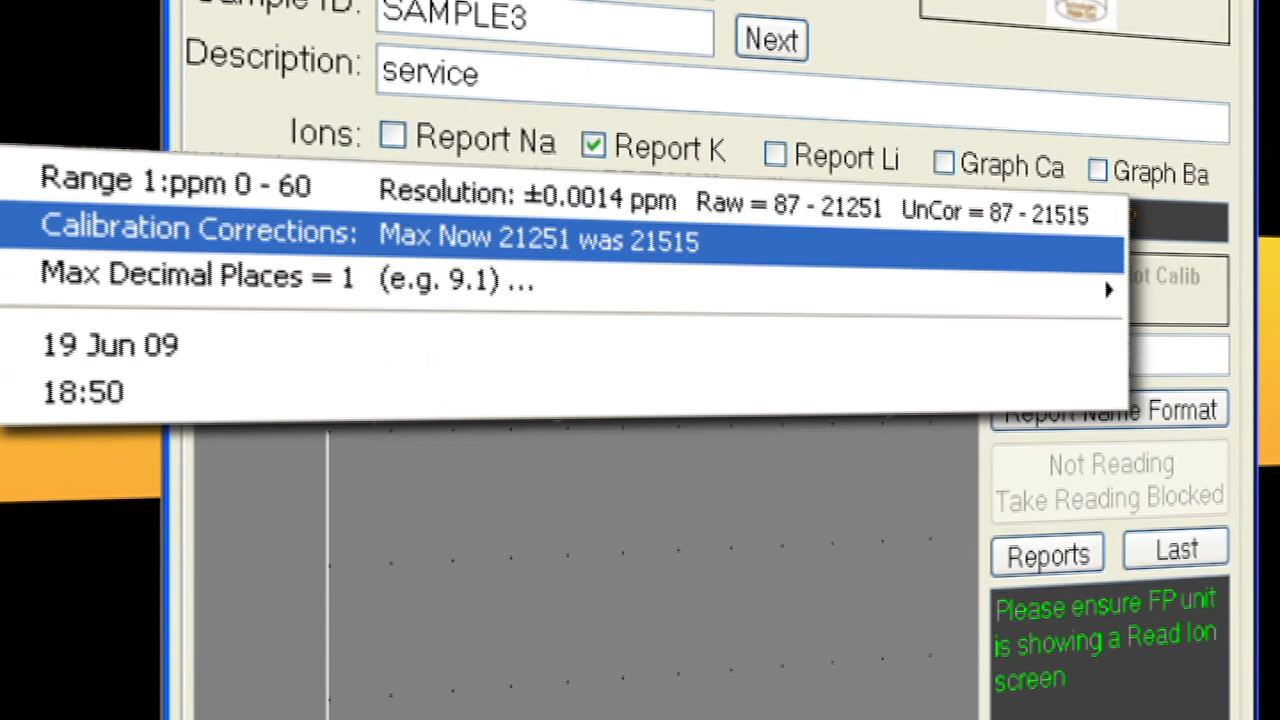 Sample ID: SAMPLE3
Next
Description: service
Ions: Report Na Report K Report Li Graph Ca Graph Ba
Range 1:ppm 0 - 60 Resolution: ±0.0014 ppm Raw = 87 - 21251 UnCor = 87 - 21515
Calibration Corrections: Max Now 21251 was 21515
Max Decimal Places = 1 (e.g. 9.1) ...
19 Jun 09
18:50
Calib
Report Name Format
Not Reading
Take Reading Blocked
Reports Last
Please ensure FP unit
is showing a Read Ion
screen